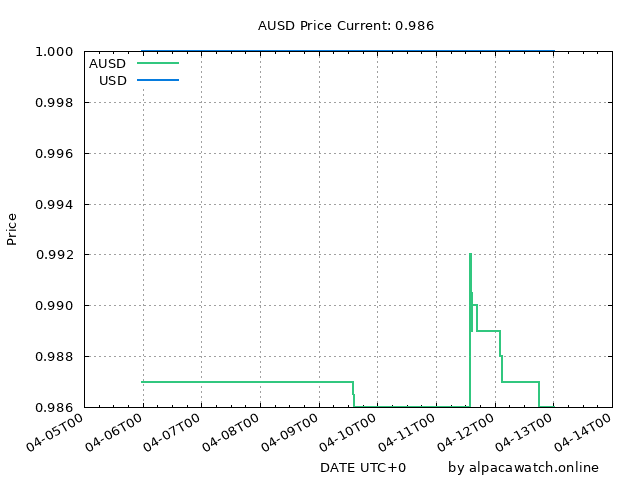 AUSD Price Current: 0.986
1.000
AUSD
USD
0.998
0.996
0.994
0.992
0.990
0.988
0.986
Price
04-05T00
04-06T00
04-07T00
04-08T00
04-09T00
04-10T00
04-11T00
04-12T00
04-13T00
04-14T00
DATE UTC+0
by alpacawatch.online